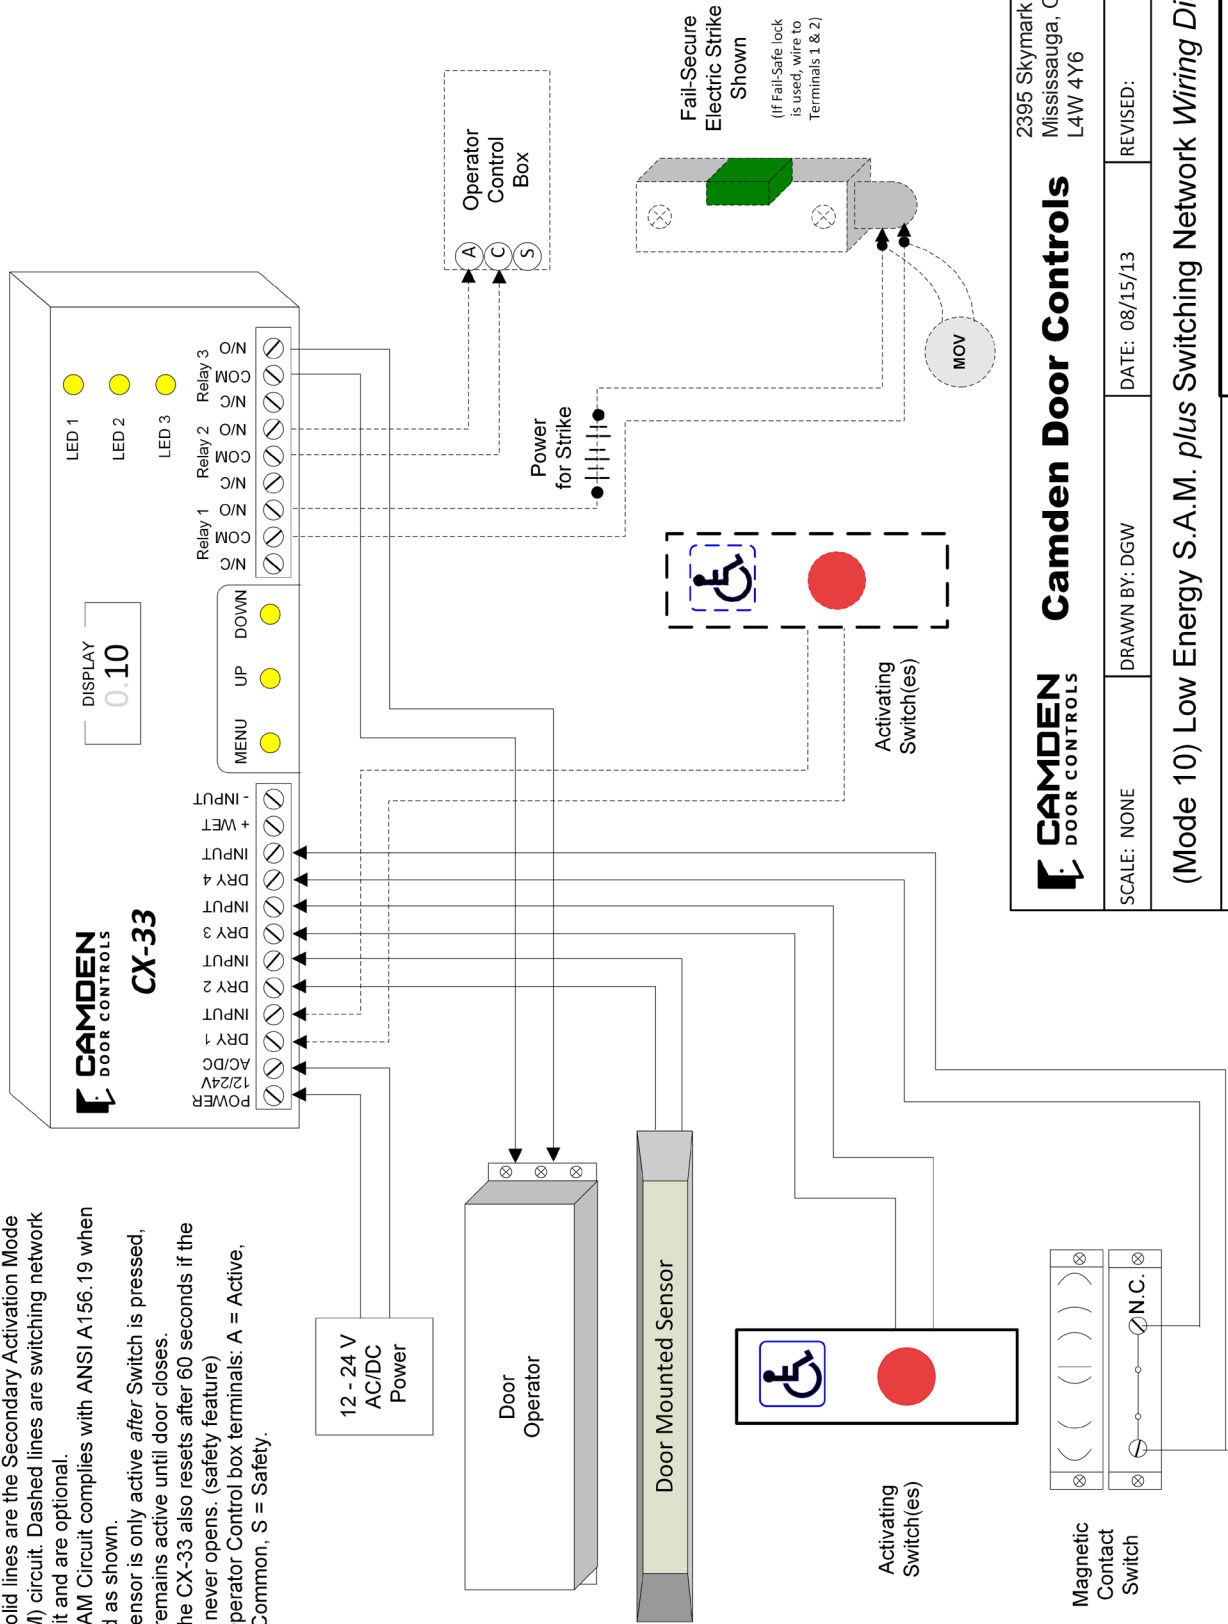 olid lines are the Secondary Activation Mode
M) circuit. Dashed lines are switching network
it and are optional.
AM Circuit complies with ANSI A156.19 when
d as shown.
ensor is only active after Switch is pressed,
remains active until door closes.
he CX-33 also resets after 60 seconds if the
never opens. (safety feature)
perator Control box terminals: A = Active,
Common, S = Safety.
CAMDEN
DOOR CONTROLS
CX-33
DISPLAY
0.10
LED 1
LED 2
LED 3
MENU
UP
DOWN
POWER
12/24V
AC/DC
DRY 1
INPUT
DRY 2
INPUT
DRY 3
INPUT
DRY 4
INPUT
+ WET
- INPUT
Relay 1
N/C
COM
N/O
Relay 2
N/C
COM
N/O
Relay 3
N/C
COM
N/O
12 - 24 V
AC/DC
Power
Door
Operator
Door Mounted Sensor
Activating
Switch(es)
Magnetic
Contact
Switch
N.C.
Activating
Switch(es)
Power
for Strike
Operator
Control
Box
A
C
S
Fail-Secure
Electric Strike
Shown
(If Fail-Safe lock
is used, wire to
Terminals 1 & 2)
MOV
CAMDEN
DOOR CONTROLS
Camden Door Controls
2395 Skymark
Mississauga, O
L4W 4Y6
SCALE: NONE
DRAWN BY: DGW
DATE: 08/15/13
REVISED:
(Mode 10) Low Energy S.A.M. plus Switching Network Wiring Di